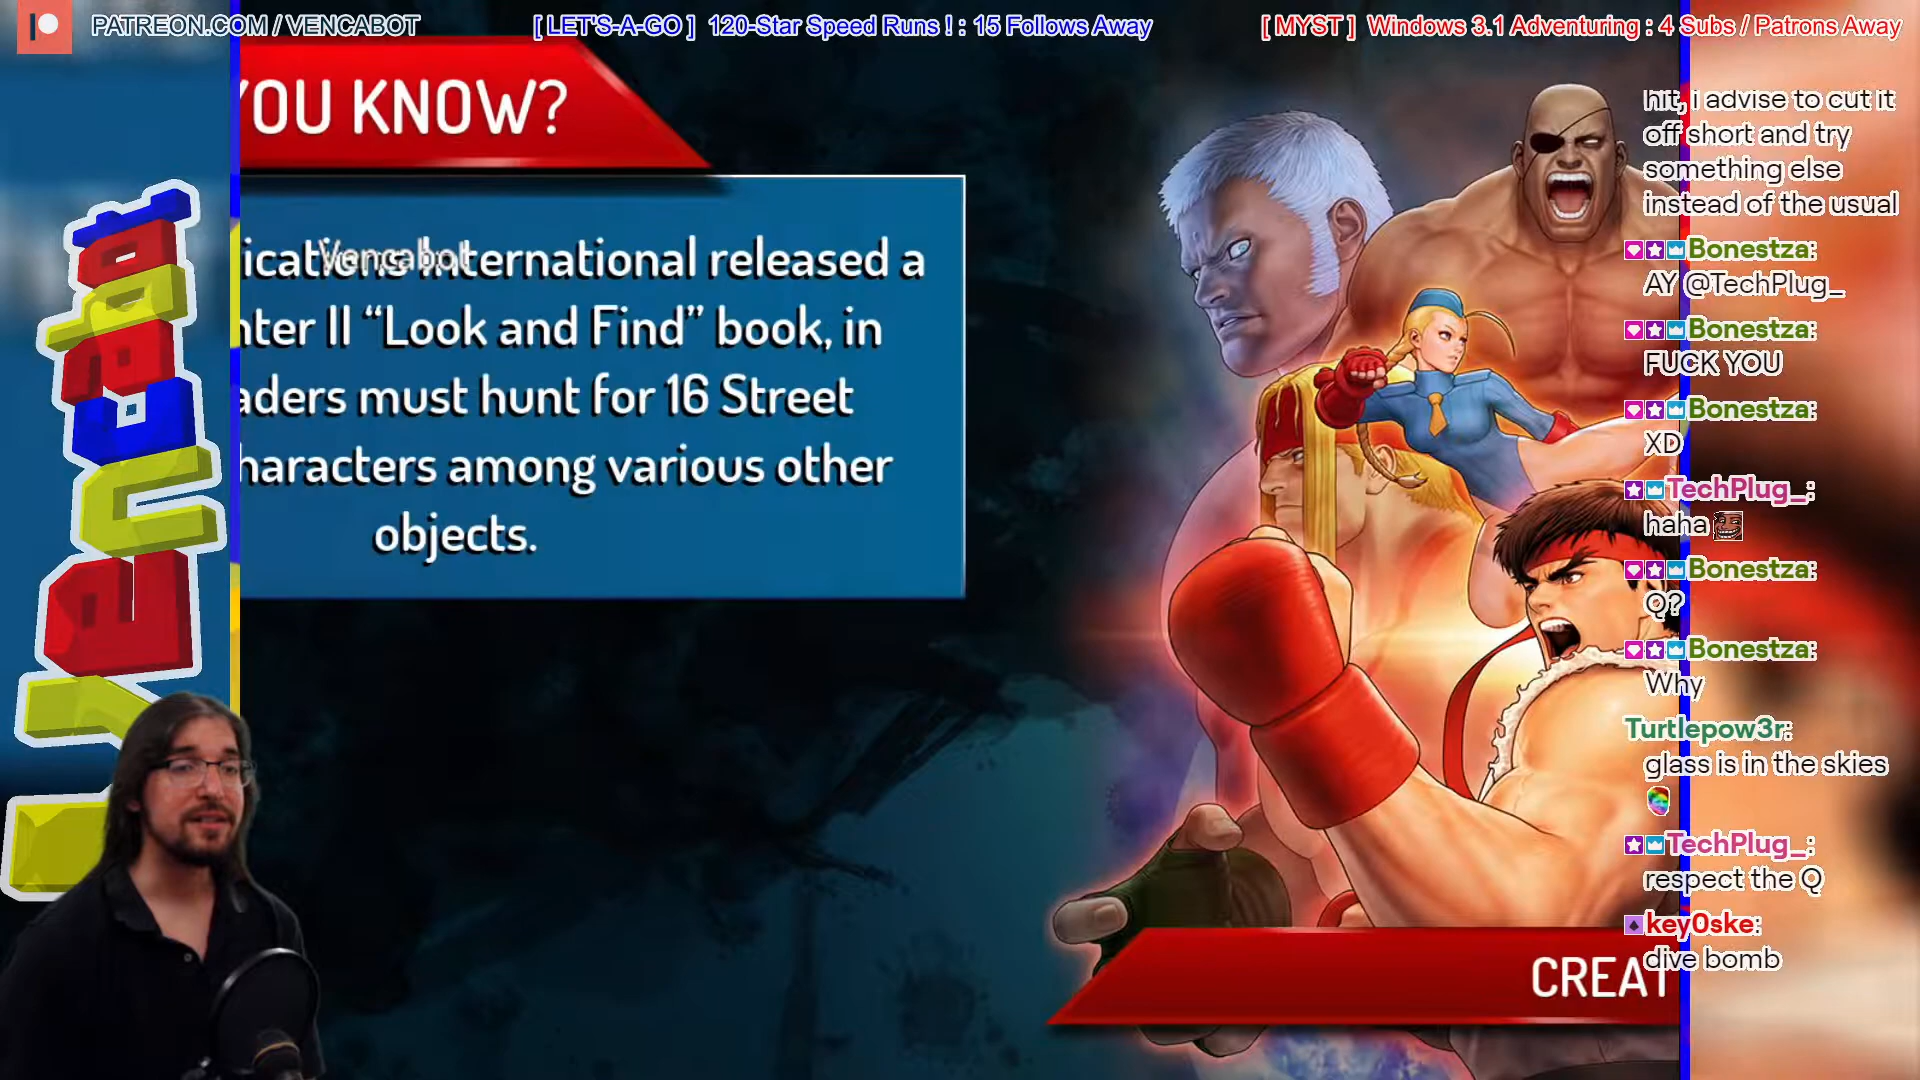 PATREON.COM / VENCABOT
[ LET'S-A-GO ] 120-Star Speed Runs ! : 15 Follows Away
[ MYST ] Windows 3.1 Adventuring : 4 Subs / Patrons Away
YOU KNOW?
ications International released a
Vencabot
nter II “Look and Find” book, in
aders must hunt for 16 Street
haracters among various other
objects.
Vencabot
CREAT
hit, i advise to cut it
off short and try
something else
instead of the usual
Bonestza:
AY @TechPlug_
Bonestza:
FUCK YOU
Bonestza:
XD
TechPlug_:
haha
Bonestza:
Q?
Bonestza:
Why
Turtlepow3r:
glass is in the skies
TechPlug_:
respect the Q
key0ske:
dive bomb